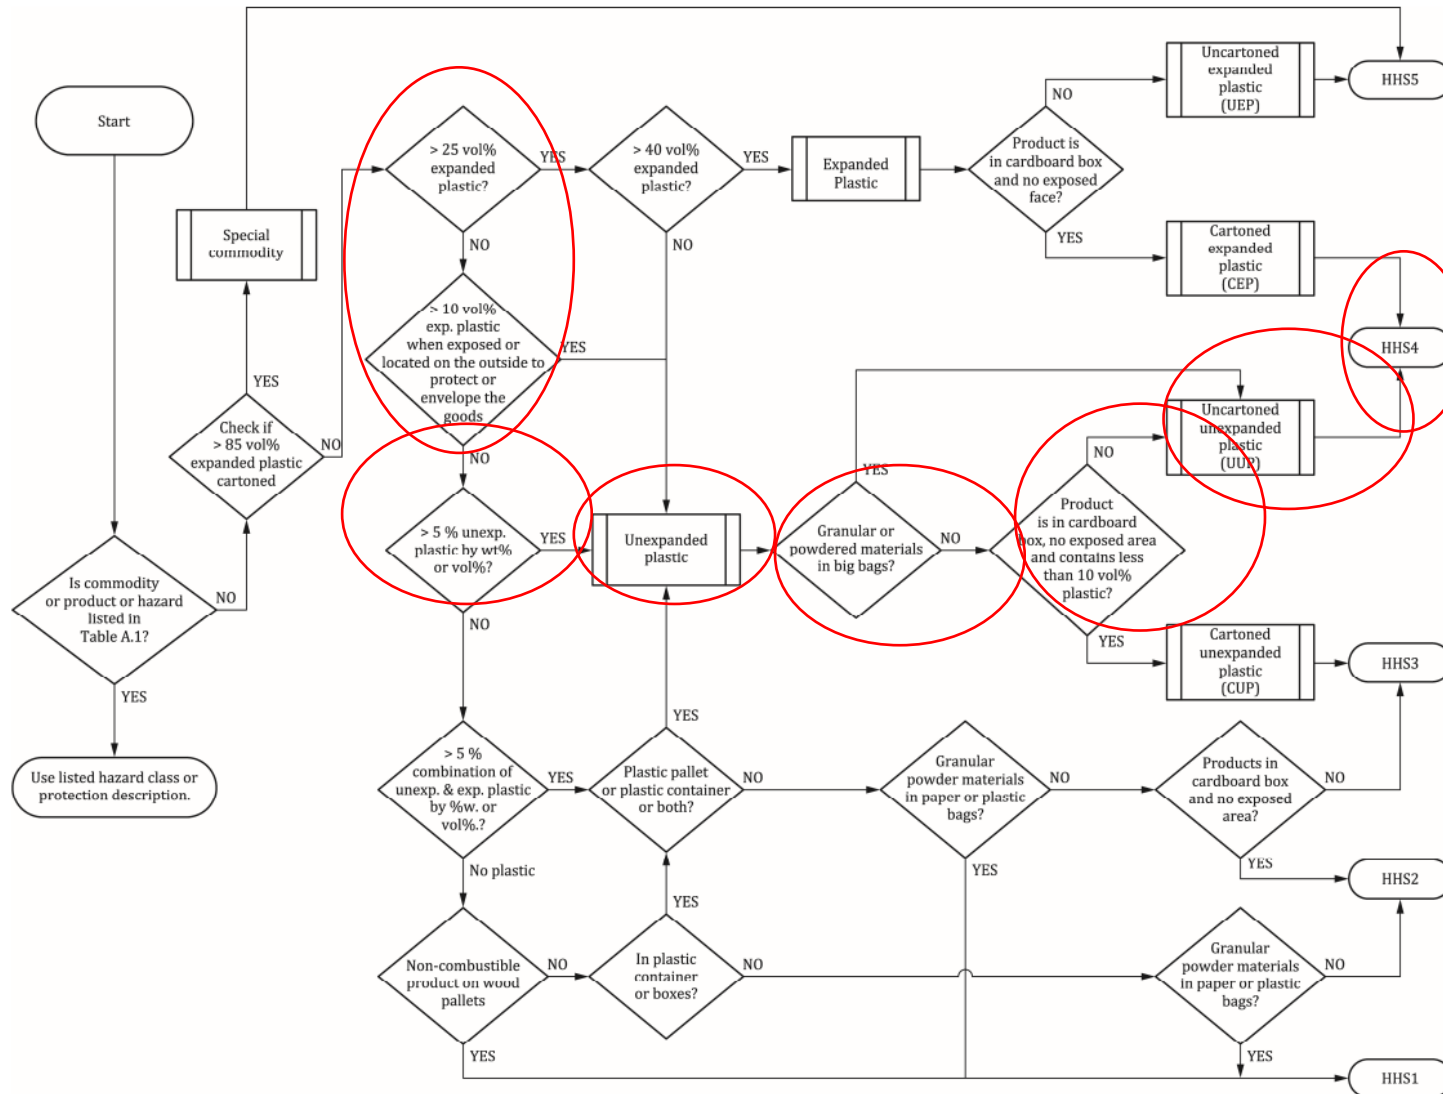 Start
Is commodity
or product or hazard
listed in
Table A.1?
NO
YES
Use listed hazard class or
protection description.
Special
commodity
YES
Check if
> 85 vol%
expanded plastic
cartoned
NO
> 25 vol%
expanded
plastic?
YES
NO
> 10 vol%
exp. plastic
when exposed or
located on the outside to
protect or
envelope the
goods
YES
NO
> 5 % unexp.
plastic by wt%
or vol%?
YES
NO
> 5 %
combination of
unexp. & exp. plastic
by %w. or
vol%.?
YES
No plastic
Non-combustible
product on wood
pallets
NO
YES
> 40 vol%
expanded
plastic?
YES
NO
Unexpanded
plastic
YES
Plastic pallet
or plastic container
or both?
NO
YES
In plastic
container
or boxes?
NO
Expanded
Plastic
Product is
in cardboard box
and no exposed
face?
NO
YES
Uncartoned
expanded
plastic
(UEP)
HHS5
Cartoned
expanded
plastic
(CEP)
HHS4
Granular or
powdered materials
in big bags?
YES
NO
Product
is in cardboard
box, no exposed area
and contains less
than 10 vol%
plastic?
NO
YES
Uncartoned
unexpanded
plastic
(UUP)
Cartoned
unexpanded
plastic
(CUP)
HHS3
Granular
powder materials
in paper or plastic
bags?
NO
YES
Products in
cardboard box
and no exposed
area?
NO
YES
HHS2
Granular
powder materials
in paper or plastic
bags?
NO
YES
HHS1